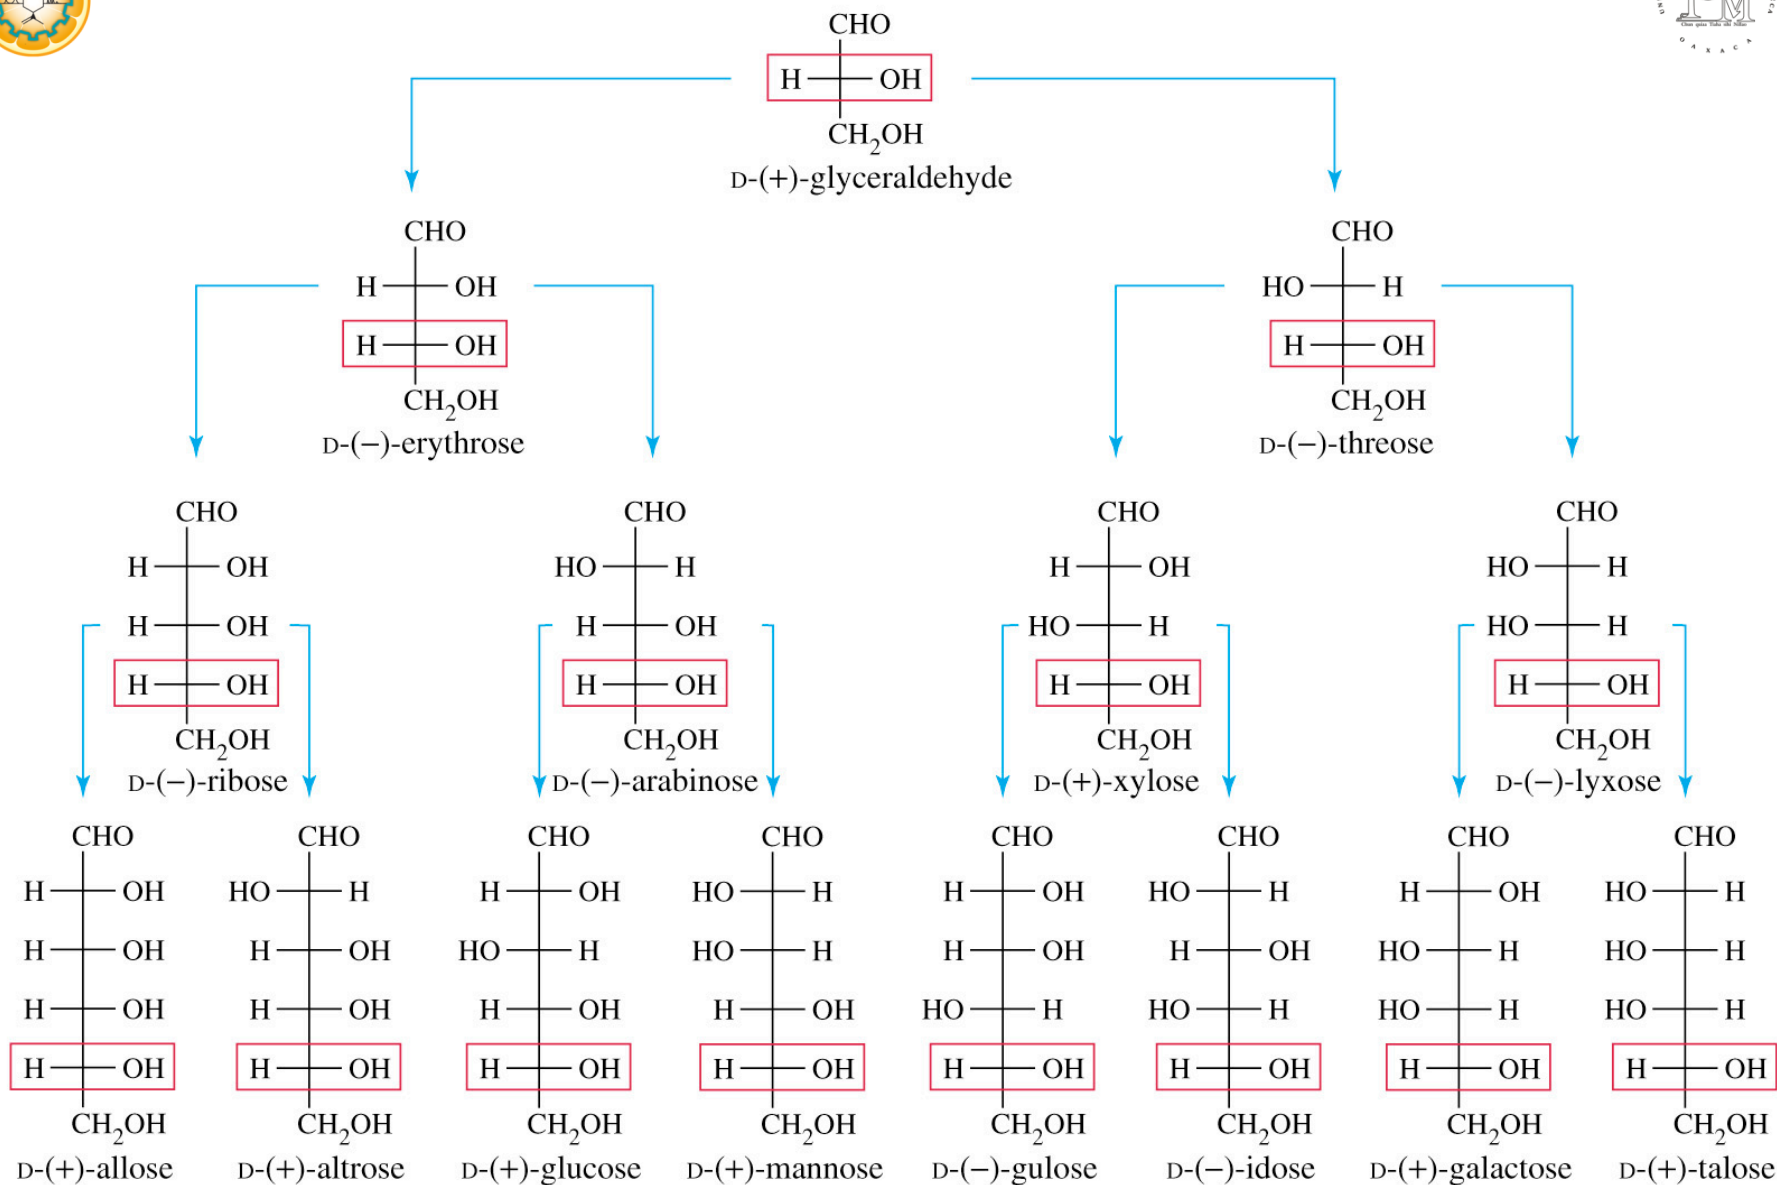 CHO
H OH
CH2OH
D-(+)-glyceraldehyde
CHO CHO
H OH HO H
H OH H OH
CH2OH CH2OH
D-(−)-erythrose D-(−)-threose
CHO CHO CHO CHO
H OH HO H H OH HO H
H OH H OH HO H HO H
H OH H OH H OH H OH
CH2OH CH2OH CH2OH CH2OH
D-(−)-ribose D-(−)-arabinose D-(+)-xylose D-(−)-lyxose
CHO CHO CHO CHO CHO CHO CHO CHO
H OH HO H H OH HO H H OH HO H H OH HO H
H OH H OH HO H HO H H OH H OH HO H HO H
H OH H OH H OH H OH HO H HO H HO H HO H
H OH H OH H OH H OH H OH H OH H OH H OH
CH2OH CH2OH CH2OH CH2OH CH2OH CH2OH CH2OH CH2OH
D-(+)-allose D-(+)-altrose D-(+)-glucose D-(+)-mannose D-(−)-gulose D-(−)-idose D-(+)-galactose D-(+)-talose
OAXACA